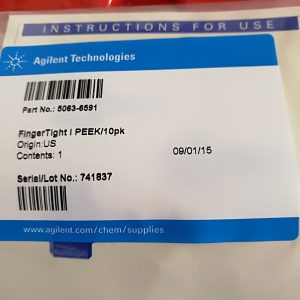 INSTRUCTIONS FOR USE
Agilent Technologies
Part No.: 5063-6591
FingerTight I PEEK/10pk
Origin:US
Contents: 1
09/01/15
Serial/Lot No.: 741837
www.agilent.com/chem/supplies